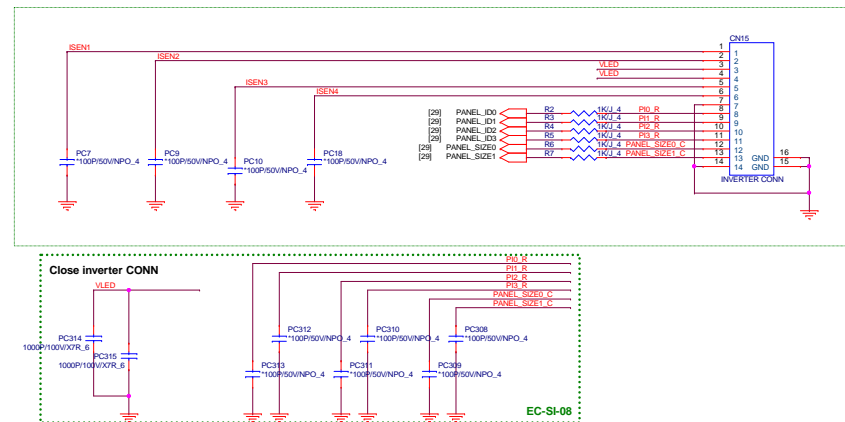 CN15
ISEN1 1 1
ISEN2 2 2
VLED 3 3
VLED 4 4
ISEN3 5 5
ISEN4 6 6
7 7
[29] PANEL_ID0 R2 1K/J_4 PI0_R 8 8
[29] PANEL_ID1 R3 1K/J_4 PI1_R 9 9
[29] PANEL_ID2 R4 1K/J_4 PI2_R 10 10
[29] PANEL_ID3 R5 1K/J_4 PI3_R 11 11
[29] PANEL_SIZE0 R6 1K/J_4 PANEL_SIZE0_C 12 12
[29] PANEL_SIZE1 R7 1K/J_4 PANEL_SIZE1_C 13 13 GND 16
14 14 GND 15
INVERTER CONN
PC7
*100P/50V/NPO_4
PC9
*100P/50V/NPO_4
PC10
*100P/50V/NPO_4
PC18
*100P/50V/NPO_4
Close inverter CONN
VLED
PI0_R
PI1_R
PI2_R
PI3_R
PANEL_SIZE0_C
PANEL_SIZE1_C
PC314
1000P/100V/X7R_6
PC315
1000P/100V/X7R_6
PC312
*100P/50V/NPO_4
PC310
*100P/50V/NPO_4
PC308
*100P/50V/NPO_4
PC313
*100P/50V/NPO_4
PC311
*100P/50V/NPO_4
PC309
*100P/50V/NPO_4
EC-SI-08